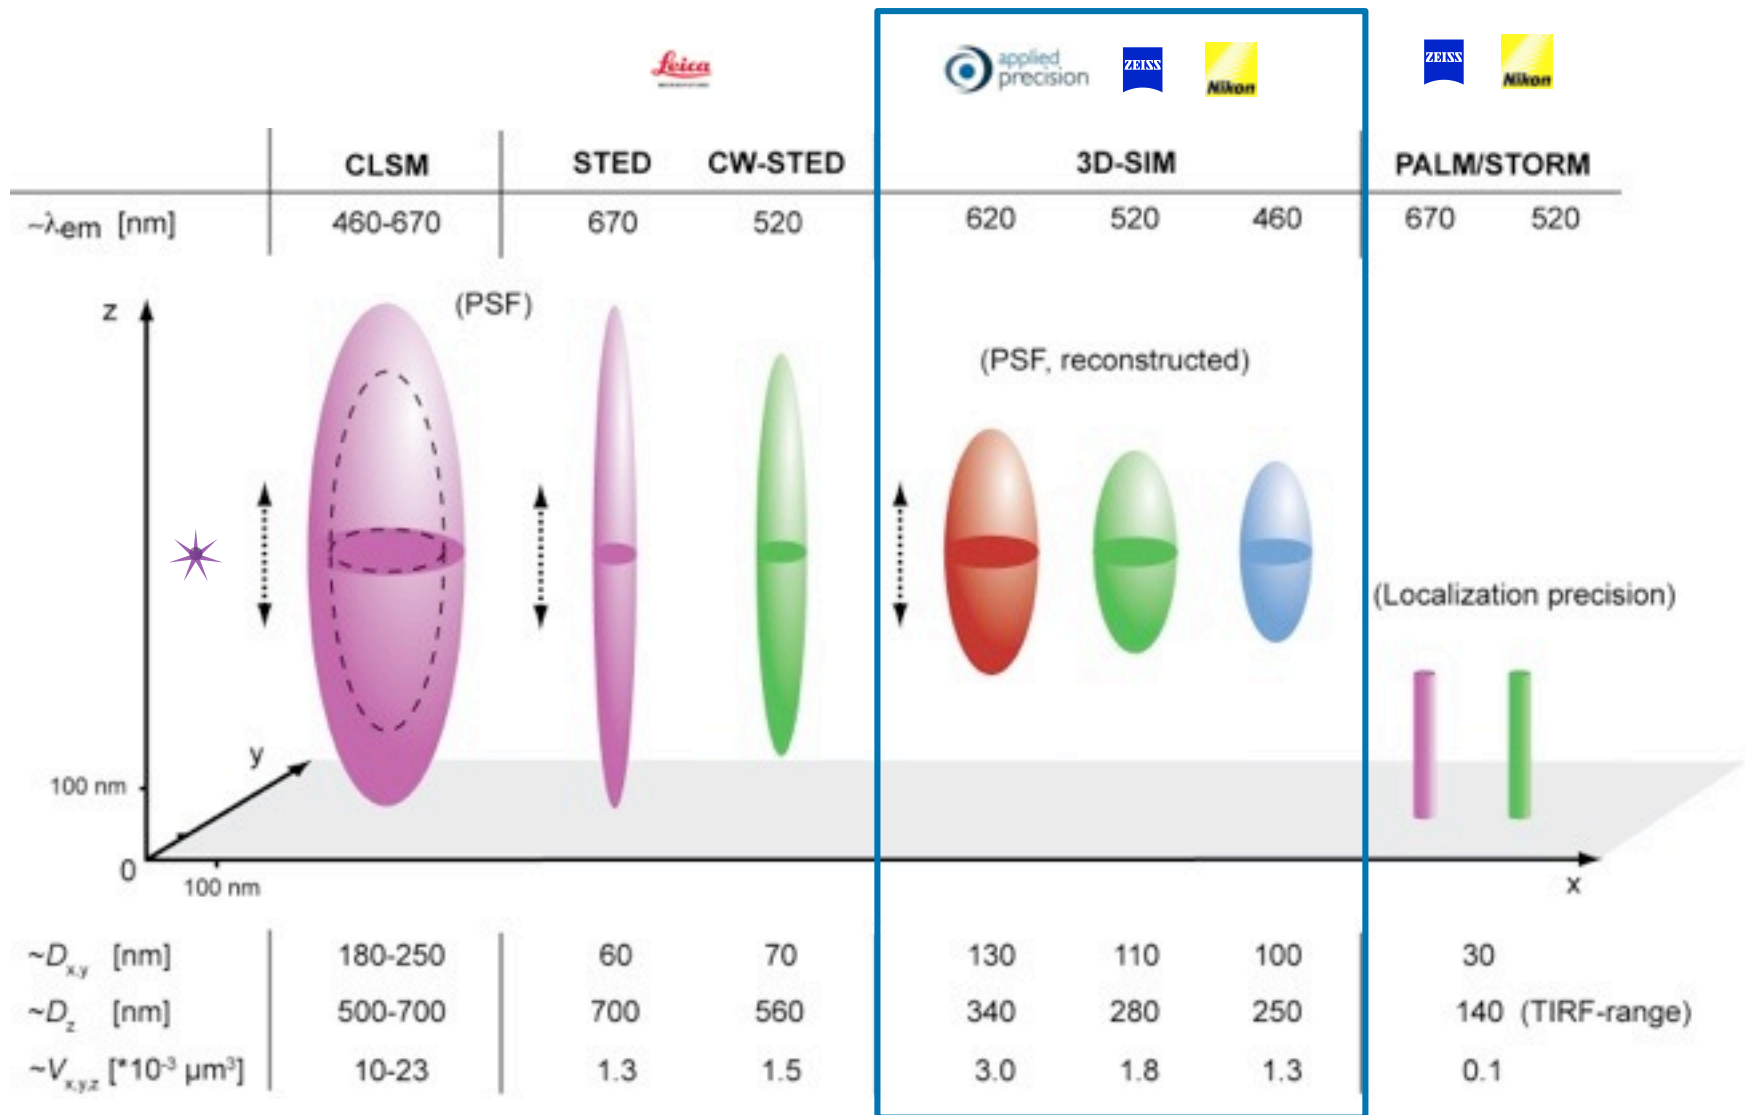 Leica
applied precision ZEISS Nikon
ZEISS Nikon
CLSM STED CW-STED 3D-SIM PALM/STORM
~λem [nm] 460-670 670 520 620 520 460 670 520
z
(PSF)
(PSF, reconstructed)
(Localization precision)
y
100 nm
0
100 nm
x
~Dx,y [nm] 180-250 60 70 130 110 100 30
~Dz [nm] 500-700 700 560 340 280 250 140 (TIRF-range)
~Vx,y,z [*10-3 µm3] 10-23 1.3 1.5 3.0 1.8 1.3 0.1